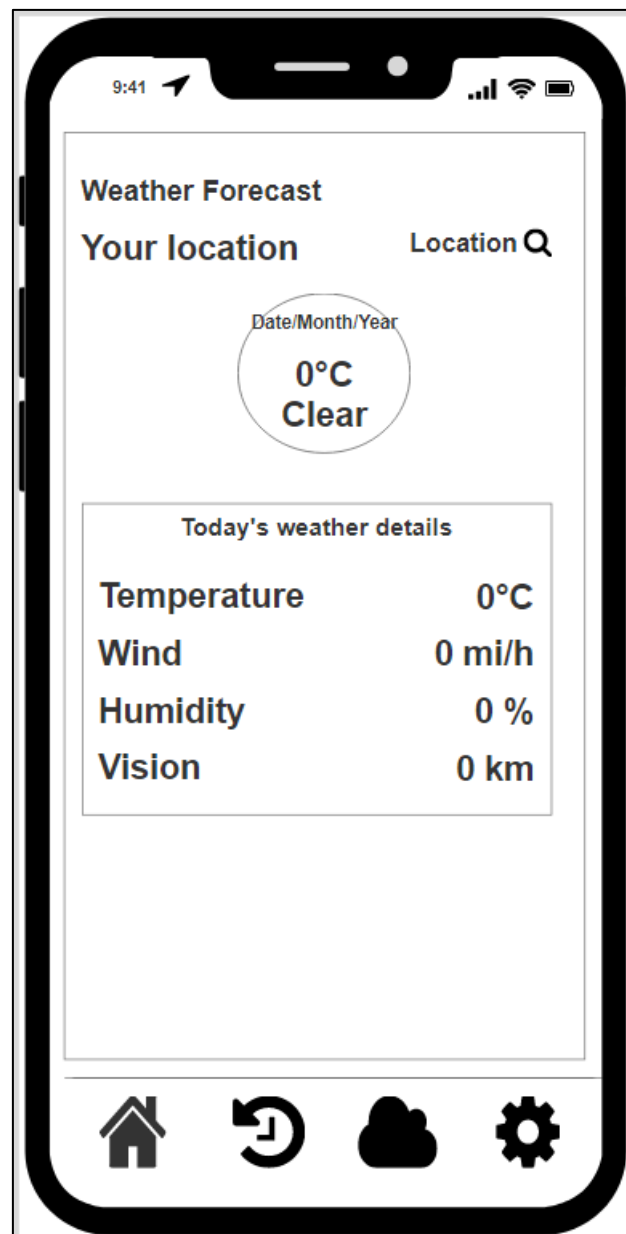 9:41
Weather Forecast
Your location
Location
Date/Month/Year
0°C
Clear
Today's weather details
Temperature 0°C
Wind 0 mi/h
Humidity 0 %
Vision 0 km